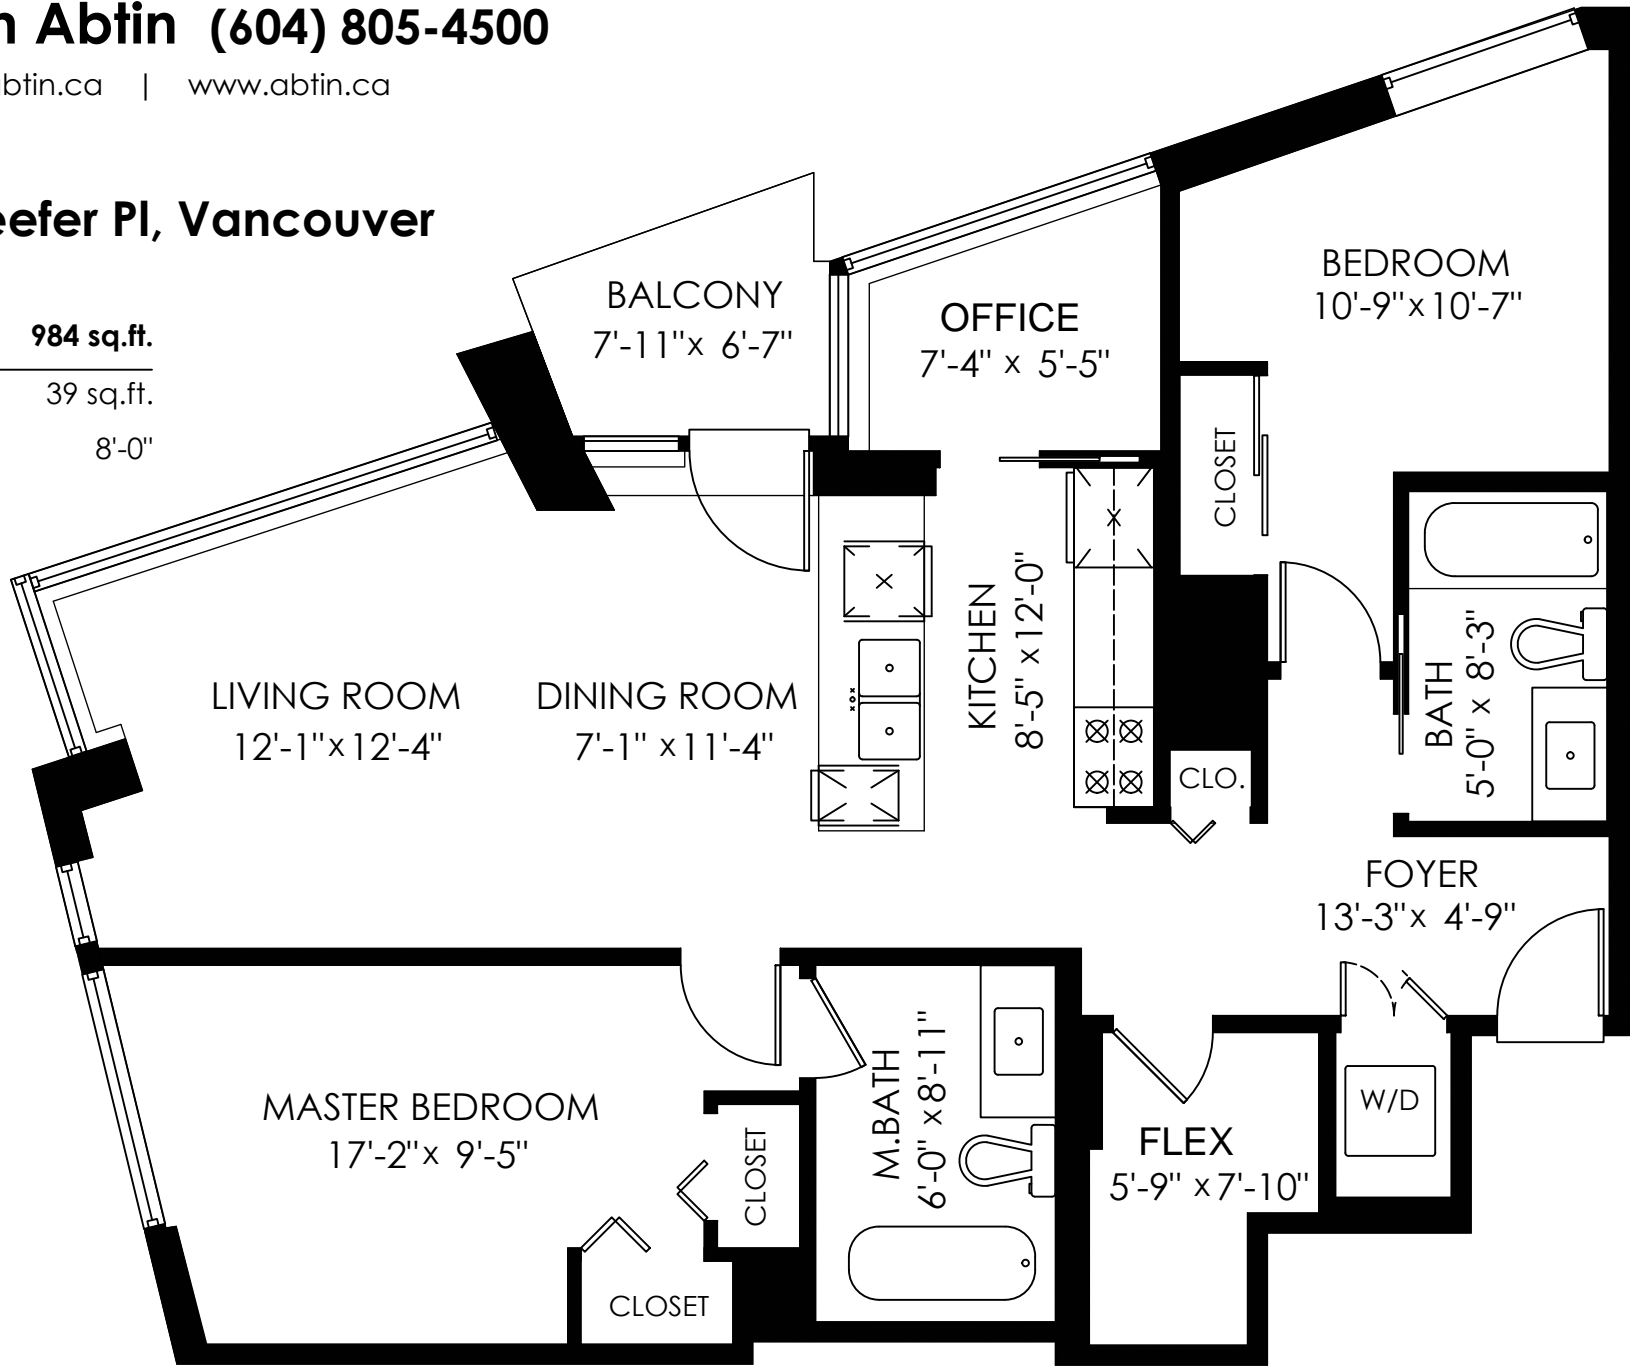 Abtin (604) 805-4500
abtin.ca | www.abtin.ca
Keefer Pl, Vancouver
984 sq.ft.
39 sq.ft.
8'-0"
BALCONY
7'-11"x 6'-7"
OFFICE
7'-4" x 5'-5"
BEDROOM
10'-9"x10'-7"
CLOSET
KITCHEN
8'-5" x12'-0"
BATH
5'-0" x 8'-3"
LIVING ROOM
12'-1"x12'-4"
DINING ROOM
7'-1" x11'-4"
CLO.
FOYER
13'-3"x 4'-9"
MASTER BEDROOM
17'-2"x 9'-5"
CLOSET
CLOSET
M.BATH
6'-0" x8'-11"
FLEX
5'-9" x7'-10"
W/D